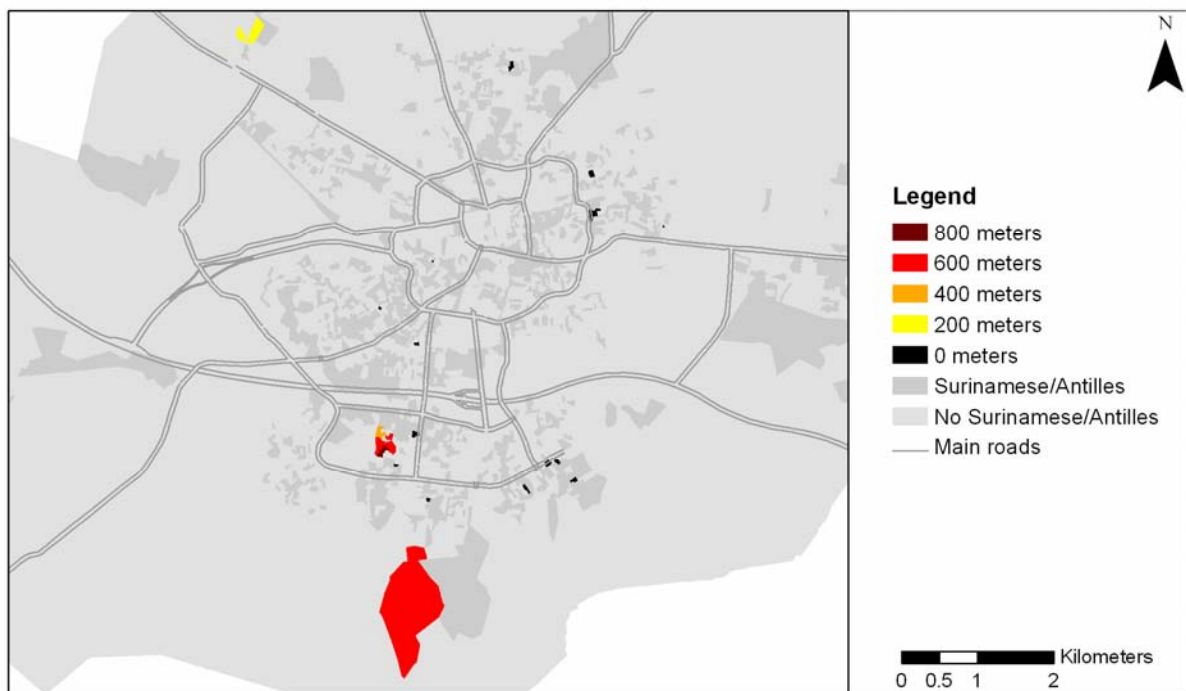 N
Legend
800 meters
600 meters
400 meters
200 meters
0 meters
Surinamese/Antilles
No Surinamese/Antilles
Main roads
Kilometers
0 0.5 1 2